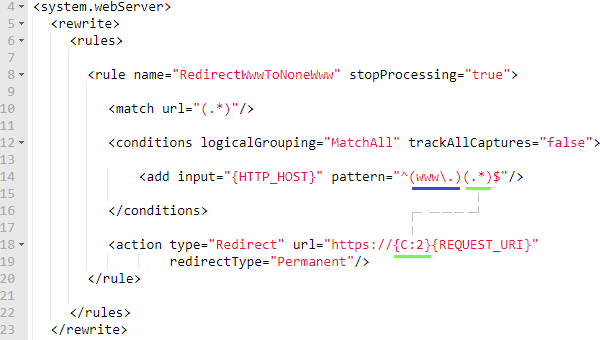 4 <system.webServer>
5 <rewrite>
6 <rules>
7
8 <rule name="RedirectWwwToNoneWww" stopProcessing="true">
9
10 <match url="(.*)"/>
11
12 <conditions logicalGrouping="MatchAll" trackAllCaptures="false">
13
14 <add input="{HTTP_HOST}" pattern="^(www\.)(.*)$"/>
15
16 </conditions>
17
18 <action type="Redirect" url="https://{C:2}{REQUEST_URI}"
19 redirectType="Permanent"/>
20 </rule>
21
22 </rules>
23 </rewrite>